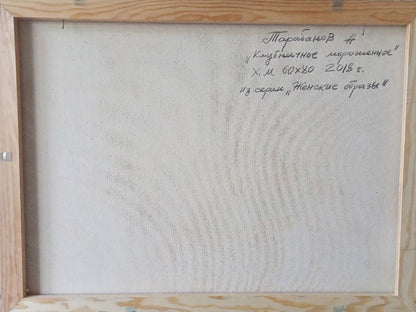 Тарабанов А
"Клубничное мороженное"
Х.М. 60х80 2018 г.
из серии „Женские образы"